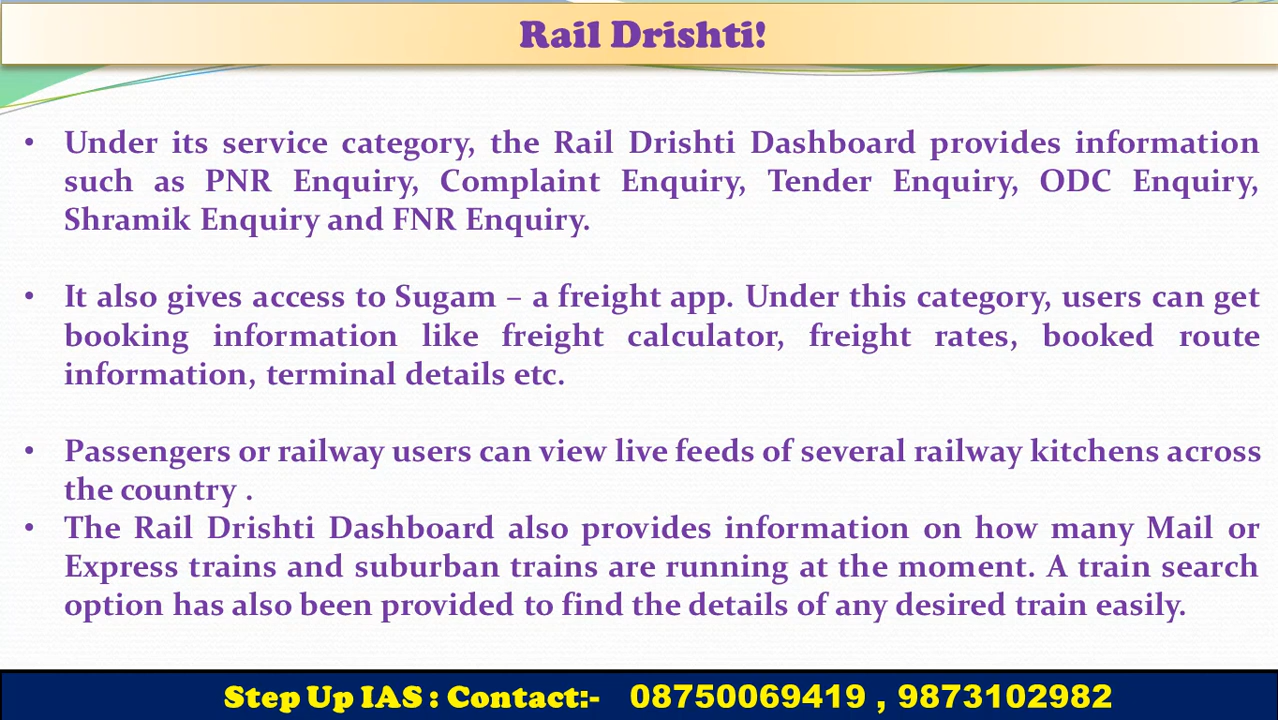 Rail Drishti!
• Under its service category, the Rail Drishti Dashboard provides information
such as PNR Enquiry, Complaint Enquiry, Tender Enquiry, ODC Enquiry,
Shramik Enquiry and FNR Enquiry.
• It also gives access to Sugam – a freight app. Under this category, users can get
booking information like freight calculator, freight rates, booked route
information, terminal details etc.
• Passengers or railway users can view live feeds of several railway kitchens across
the country .
• The Rail Drishti Dashboard also provides information on how many Mail or
Express trains and suburban trains are running at the moment. A train search
option has also been provided to find the details of any desired train easily.
Step Up IAS : Contact:- 08750069419 , 9873102982